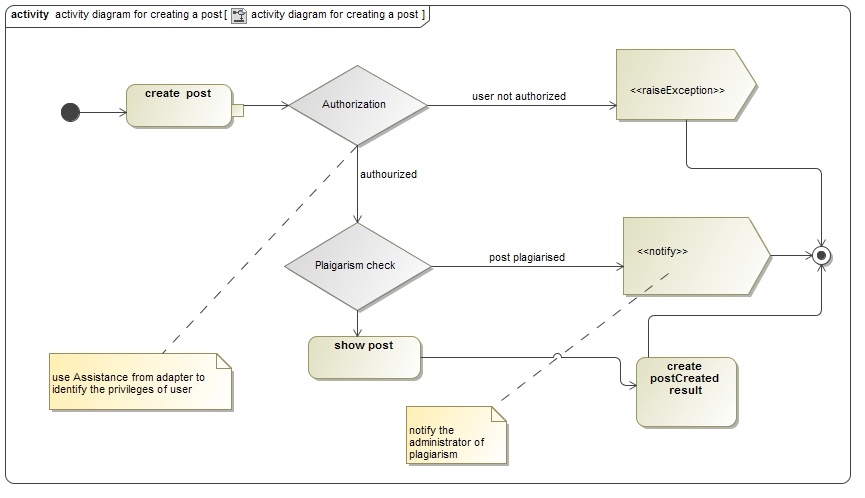 activity activity diagram for creating a post [ activity diagram for creating a post ]
create post
Authorization
user not authorized
<<raiseException>>
authourized
Plaigarism check
post plagiarised
<<notify>>
show post
create
postCreated
result
use Assistance from adapter to
identify the privileges of user
notify the
administrator of
plagiarism